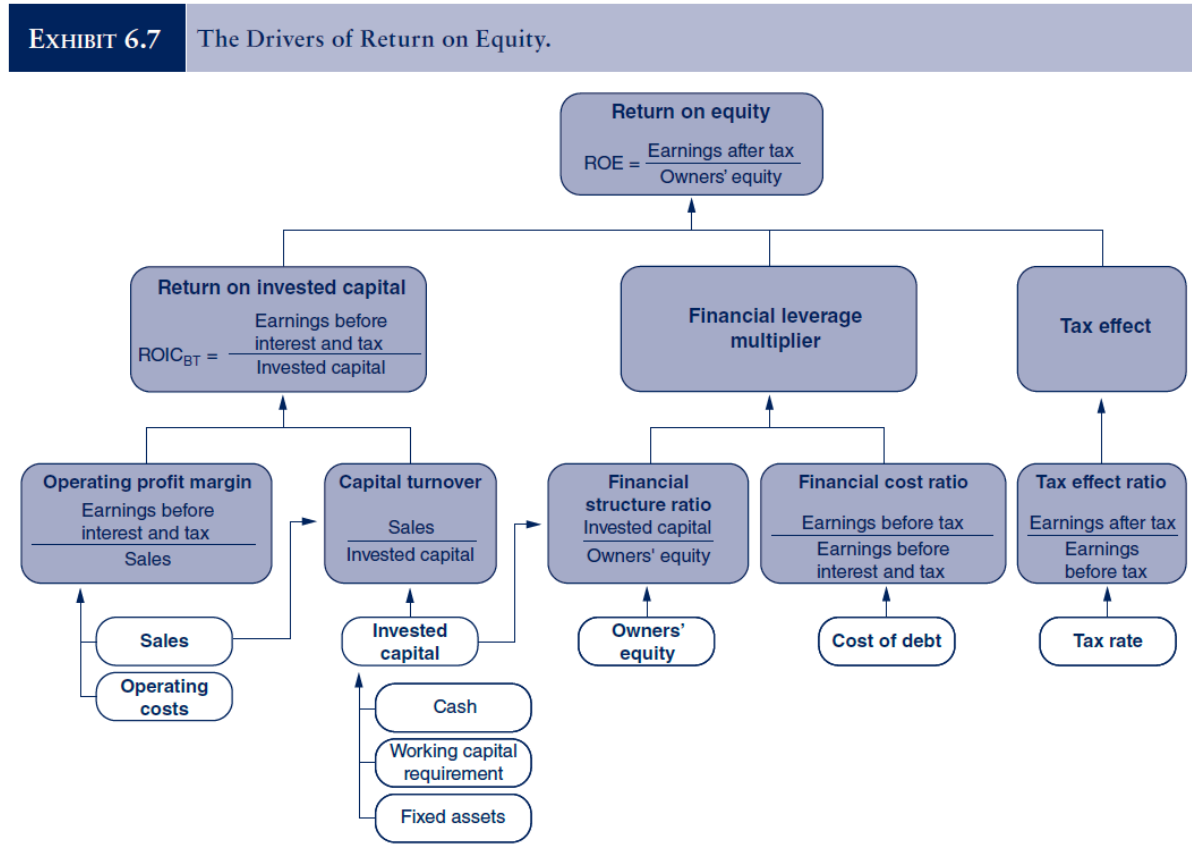 EXHIBIT 6.7
The Drivers of Return on Equity.
Return on equity
ROE = Earnings after tax
Owners' equity
Return on invested capital
Earnings before
interest and tax
ROIC_BT =
Invested capital
Financial leverage
multiplier
Tax effect
Operating profit margin
Earnings before
interest and tax
Sales
Capital turnover
Sales
Invested capital
Financial
structure ratio
Invested capital
Owners' equity
Financial cost ratio
Earnings before tax
Earnings before
interest and tax
Tax effect ratio
Earnings after tax
Earnings
before tax
Sales
Operating
costs
Invested
capital
Cash
Working capital
requirement
Fixed assets
Owners'
equity
Cost of debt
Tax rate